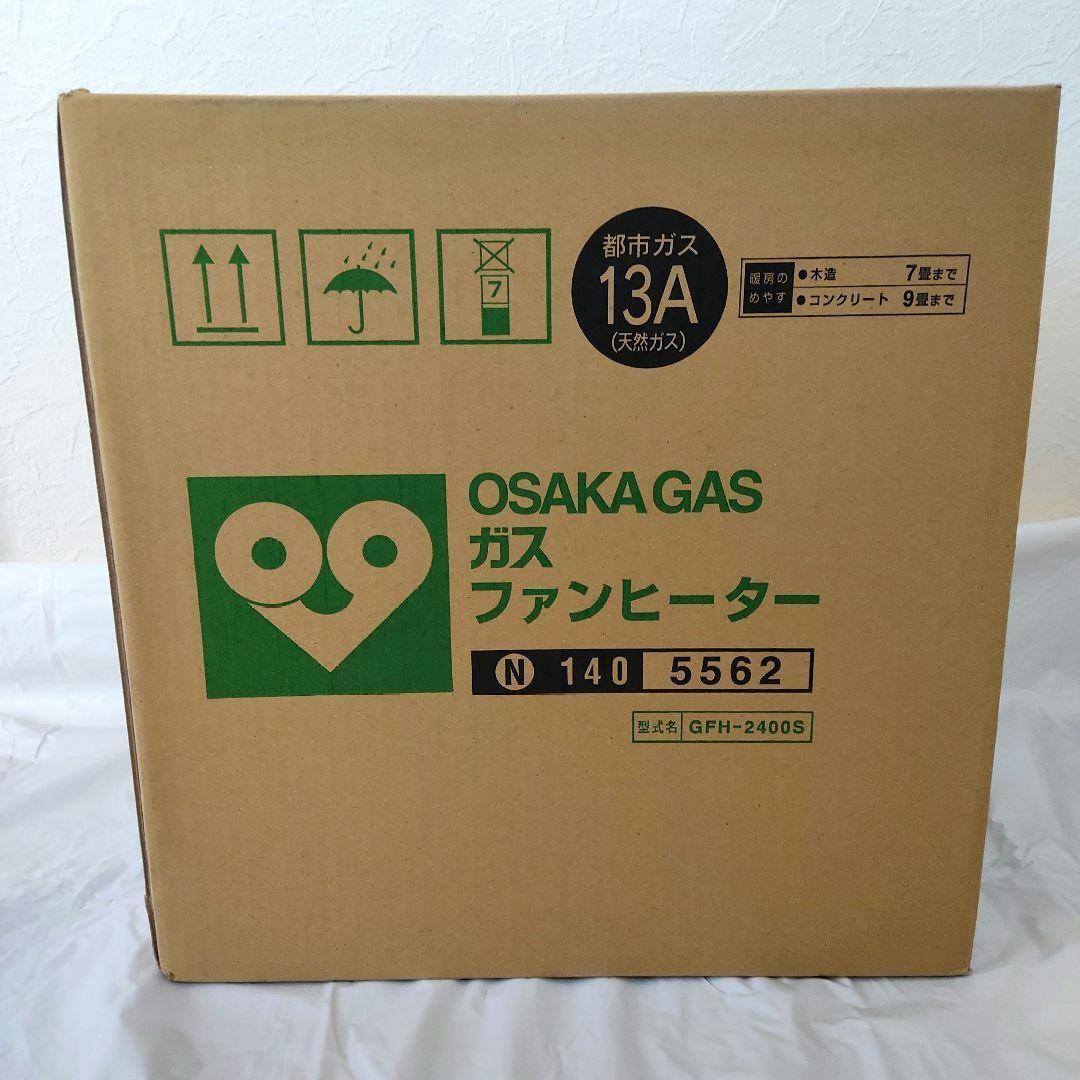 7
都市ガス
13A
(天然ガス)
暖房の
めやす
●木造 7畳まで
●コンクリート 9畳まで
OSAKA GAS
ガス
ファンヒーター
N 140 5562
型式名 GFH-2400S